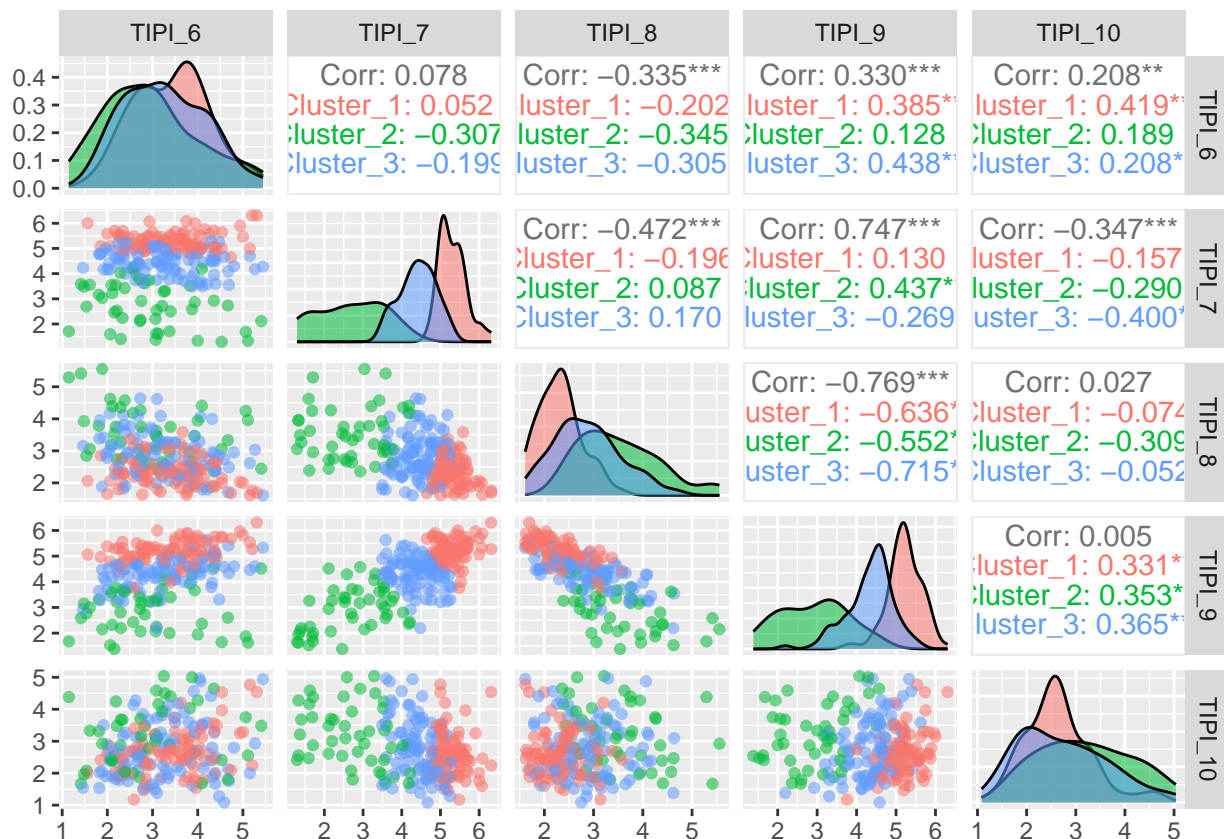 TIPI_6 TIPI_7 TIPI_8 TIPI_9 TIPI_10
0.4
0.3
0.2
0.1
0.0
Corr: 0.078
Cluster_1: 0.052
Cluster_2: −0.307
Cluster_3: −0.199
Corr: −0.335***
Cluster_1: −0.202
Cluster_2: −0.345
Cluster_3: −0.305
Corr: 0.330***
Cluster_1: 0.385**
Cluster_2: 0.128
Cluster_3: 0.438**
Corr: 0.208**
Cluster_1: 0.419**
Cluster_2: 0.189
Cluster_3: 0.208*
TIPI_6
6
5
4
3
2
Corr: −0.472***
Cluster_1: −0.196
Cluster_2: 0.087
Cluster_3: 0.170
Corr: 0.747***
Cluster_1: 0.130
Cluster_2: 0.437**
Cluster_3: −0.269
Corr: −0.347***
Cluster_1: −0.157
Cluster_2: −0.290
Cluster_3: −0.400*
TIPI_7
5
4
3
2
Corr: −0.769***
uster_1: −0.636*
uster_2: −0.552*
uster_3: −0.715*
Corr: 0.027
Cluster_1: −0.074
Cluster_2: −0.309
Cluster_3: −0.052
TIPI_8
6
5
4
3
2
Corr: 0.005
Cluster_1: 0.331**
Cluster_2: 0.353*
luster_3: 0.365**
TIPI_9
5
4
3
2
1
TIPI_10
1 2 3 4 5 2 3 4 5 6 2 3 4 5 2 3 4 5 6 1 2 3 4 5